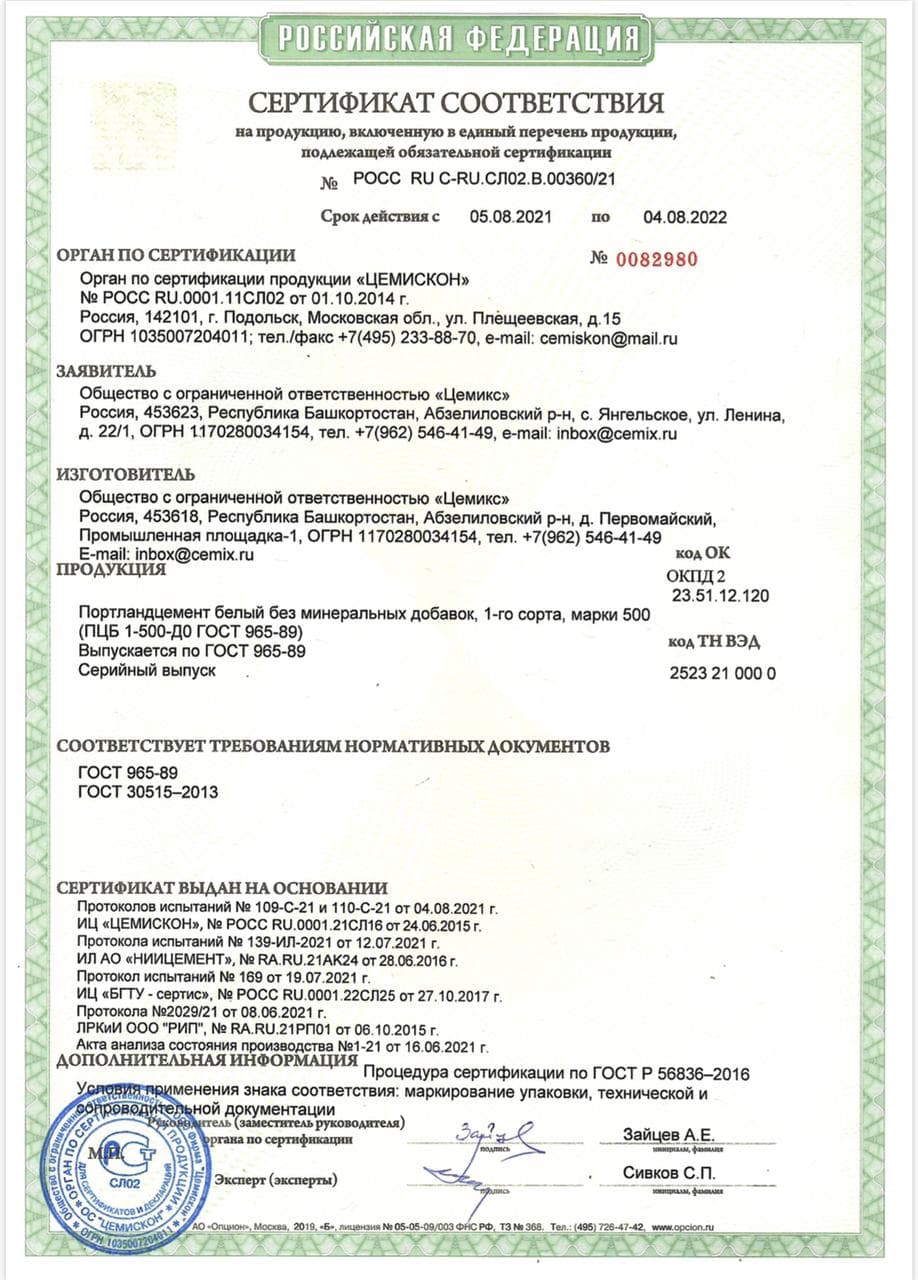 РОССИЙСКАЯ ФЕДЕРАЦИЯ
СЕРТИФИКАТ СООТВЕТСТВИЯ
на продукцию, включенную в единый перечень продукции,
подлежащей обязательной сертификации
№ РОСС RU C-RU.СЛ02.В.00360/21
Срок действия с 05.08.2021 по 04.08.2022
ОРГАН ПО СЕРТИФИКАЦИИ № 0082980
Орган по сертификации продукции «ЦЕМИСКОН»
№ РОСС RU.0001.11СЛ02 от 01.10.2014 г.
Россия, 142101, г. Подольск, Московская обл., ул. Плещеевская, д.15
ОГРН 1035007204011; тел./факс +7(495) 233-88-70, e-mail: cemiskon@mail.ru
ЗАЯВИТЕЛЬ
Общество с ограниченной ответственностью «Цемикс»
Россия, 453623, Республика Башкортостан, Абзелиловский р-н, с. Янгельское, ул. Ленина,
д. 22/1, ОГРН 1170280034154, тел. +7(962) 546-41-49, e-mail: inbox@cemix.ru
ИЗГОТОВИТЕЛЬ
Общество с ограниченной ответственностью «Цемикс»
Россия, 453618, Республика Башкортостан, Абзелиловский р-н, д. Первомайский,
Промышленная площадка-1, ОГРН 1170280034154, тел. +7(962) 546-41-49
E-mail: inbox@cemix.ru
код ОК
ПРОДУКЦИЯ
ОКПД 2
23.51.12.120
Портландцемент белый без минеральных добавок, 1-го сорта, марки 500
(ПЦБ 1-500-Д0 ГОСТ 965-89)
Выпускается по ГОСТ 965-89
код ТН ВЭД
Серийный выпуск
2523 21 000 0
СООТВЕТСТВУЕТ ТРЕБОВАНИЯМ НОРМАТИВНЫХ ДОКУМЕНТОВ
ГОСТ 965-89
ГОСТ 30515–2013
СЕРТИФИКАТ ВЫДАН НА ОСНОВАНИИ
Протоколов испытаний № 109-С-21 и 110-С-21 от 04.08.2021 г.
ИЦ «ЦЕМИСКОН», № РОСС RU.0001.21СЛ16 от 24.06.2015 г.
Протокола испытаний № 139-ИЛ-2021 от 12.07.2021 г.
ИЛ АО «НИИЦЕМЕНТ», № RA.RU.21АК24 от 28.06.2016 г.
Протокол испытаний № 169 от 19.07.2021 г.
ИЦ «БГТУ - сертис», № РОСС RU.0001.22СЛ25 от 27.10.2017 г.
Протокола №2029/21 от 08.06.2021 г.
ЛРКиИ ООО "РИП", № RA.RU.21РП01 от 06.10.2015 г.
Акта анализа состояния производства №1-21 от 16.06.2021 г.
ДОПОЛНИТЕЛЬНАЯ ИНФОРМАЦИЯ
Процедура сертификации по ГОСТ Р 56836–2016
Условия применения знака соответствия: маркирование упаковки, технической и
сопроводительной документации
Руководитель (заместитель руководителя)
органа по сертификации
Зайцев А.Е.
подпись
инициалы, фамилия
М.П.
Эксперт (эксперты)
Сивков С.П.
подпись
инициалы, фамилия
Общество с ограниченной ответственностью фирма "Цемискон"
ОГРН 1035007204011
ОРГАН ПО СЕРТИФИКАЦИИ ПРОДУКЦИИ
ОС "ЦЕМИСКОН"
ДЛЯ СЕРТИФИКАТОВ И ДЕКЛАРАЦИЙ
СЛ02
АО «Опцион», Москва, 2019, «Б», лицензия № 05-05-09/003 ФНС РФ, ТЗ № 368. Тел.: (495) 726-47-42, www.opcion.ru